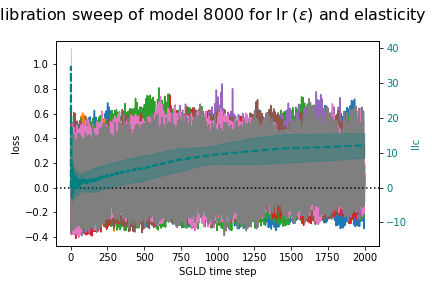 libration sweep of model 8000 for lr (ε) and elasticity
1.0
0.8
0.6
0.4
0.2
0.0
−0.2
−0.4
loss
40
30
20
10
0
−10
llc
0 250 500 750 1000 1250 1500 1750 2000
SGLD time step